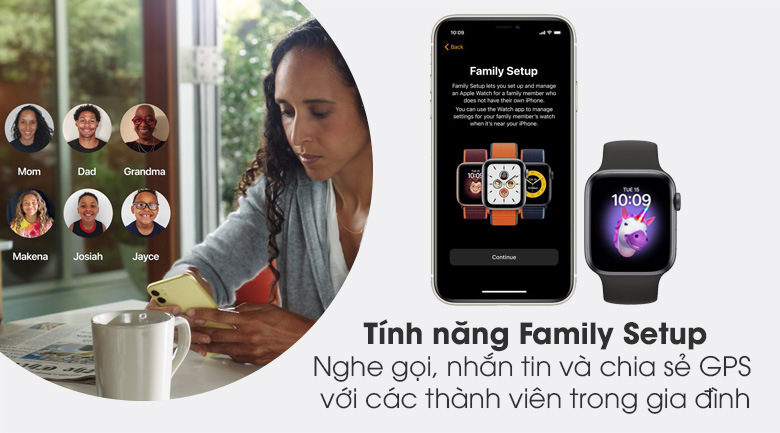 Mom
Dad
Grandma
Makena
Josiah
Jayce
10:09
Back
Family Setup
Family Setup lets you set up and manage
an Apple Watch for a family member who
does not have their own iPhone.
You can use the Watch app to manage
settings for your family member's watch
when it's near your iPhone.
Continue
TUE 15
10:09
Tính năng Family Setup
Nghe gọi, nhắn tin và chia sẻ GPS
với các thành viên trong gia đình